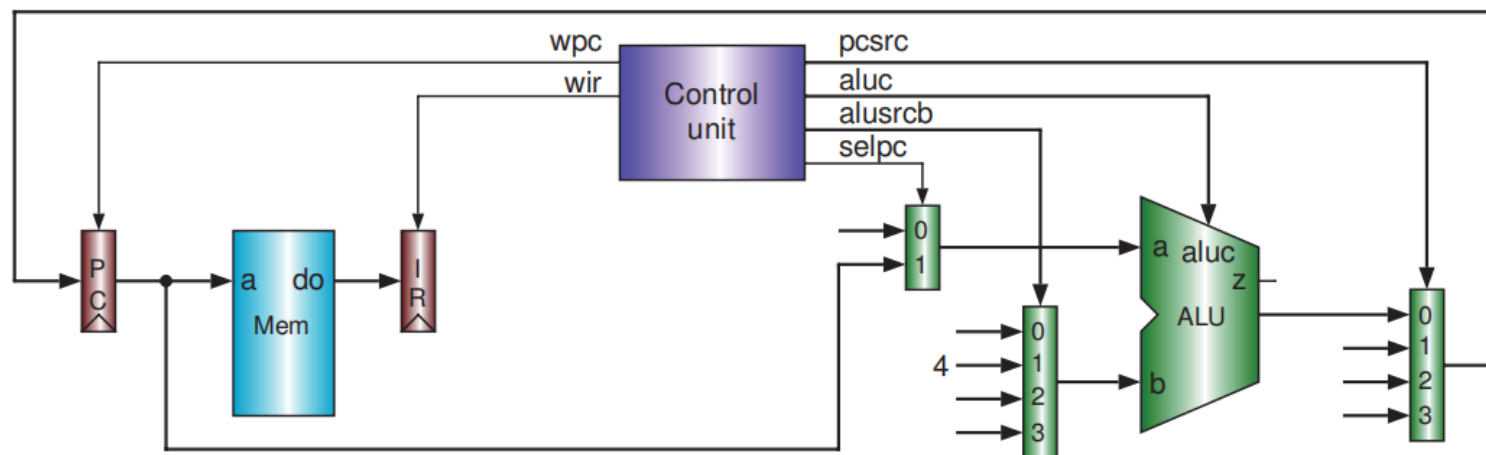 wpc
pcsrc
wir
aluc
Control
unit
alusrcb
selpc
0
1
P
C
a
do
Mem
I
R
a
aluc
z
ALU
b
0
4
1
2
3
0
1
2
3